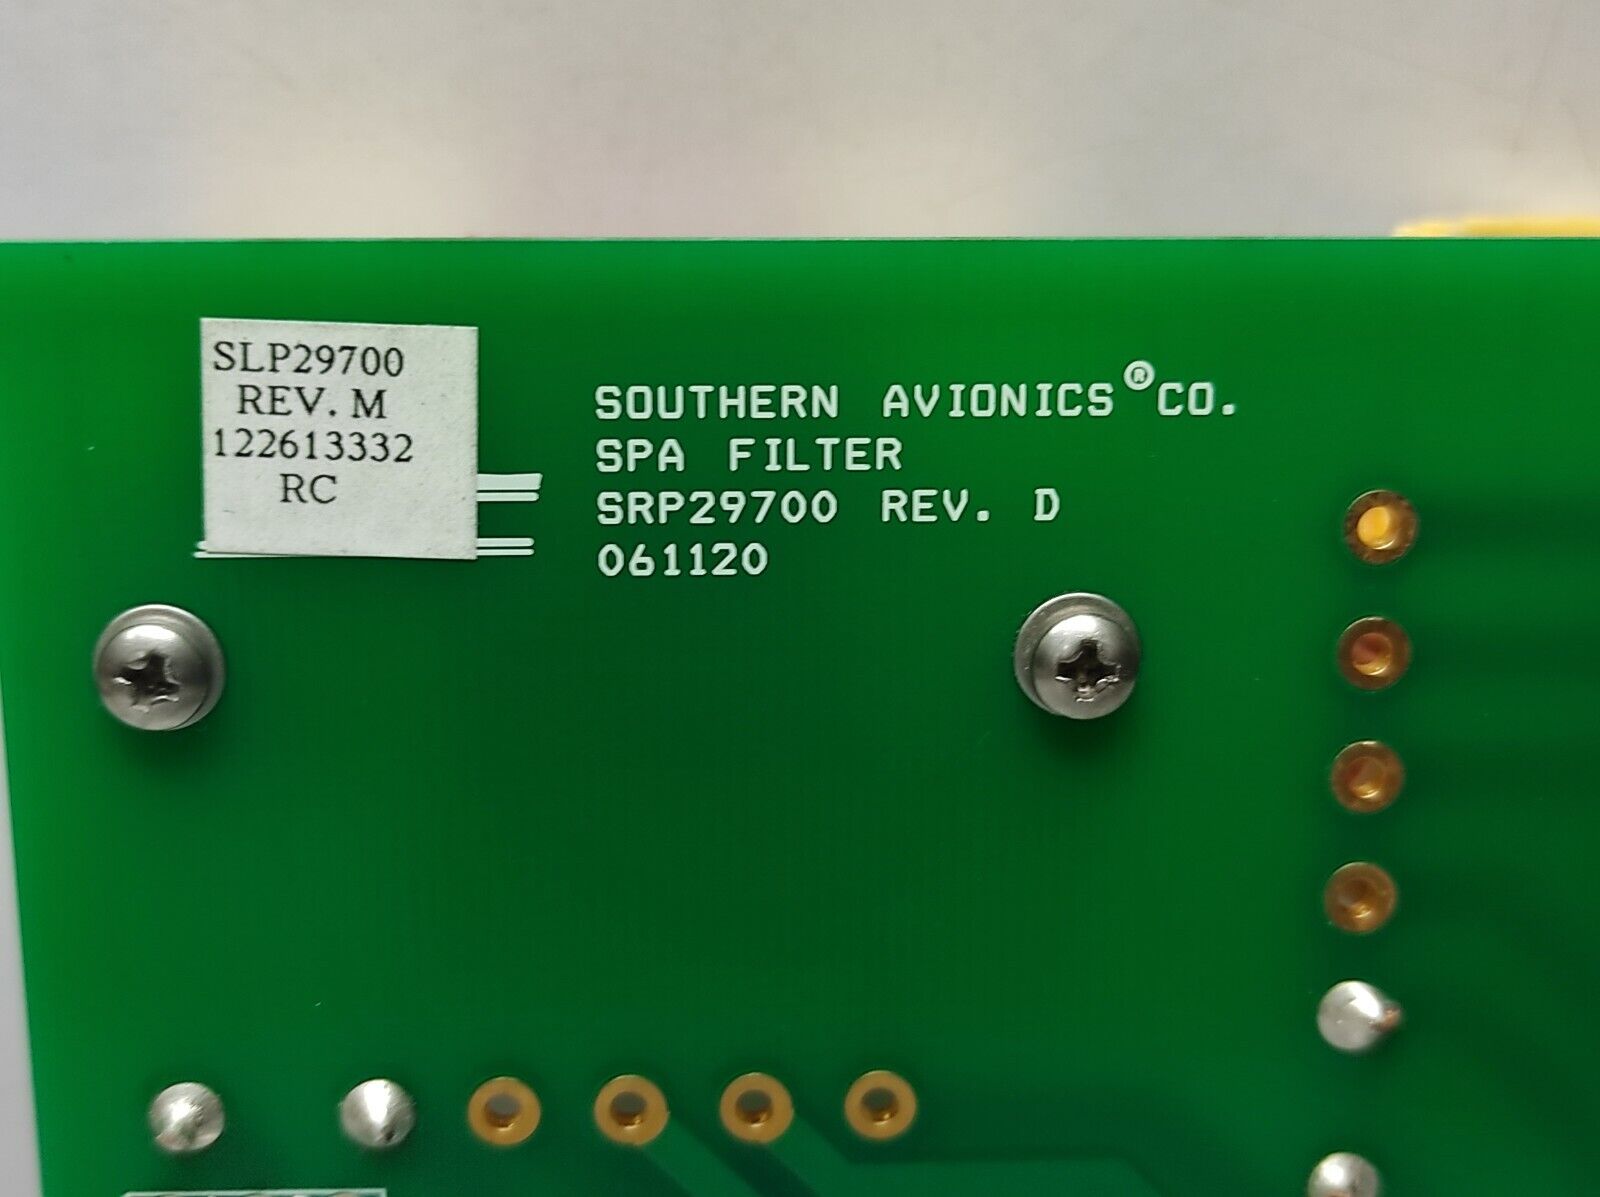 SLP29700
REV. M
122613332
RC
SOUTHERN AVIONICS® CO.
SPA FILTER
SRP29700 REV. D
061120